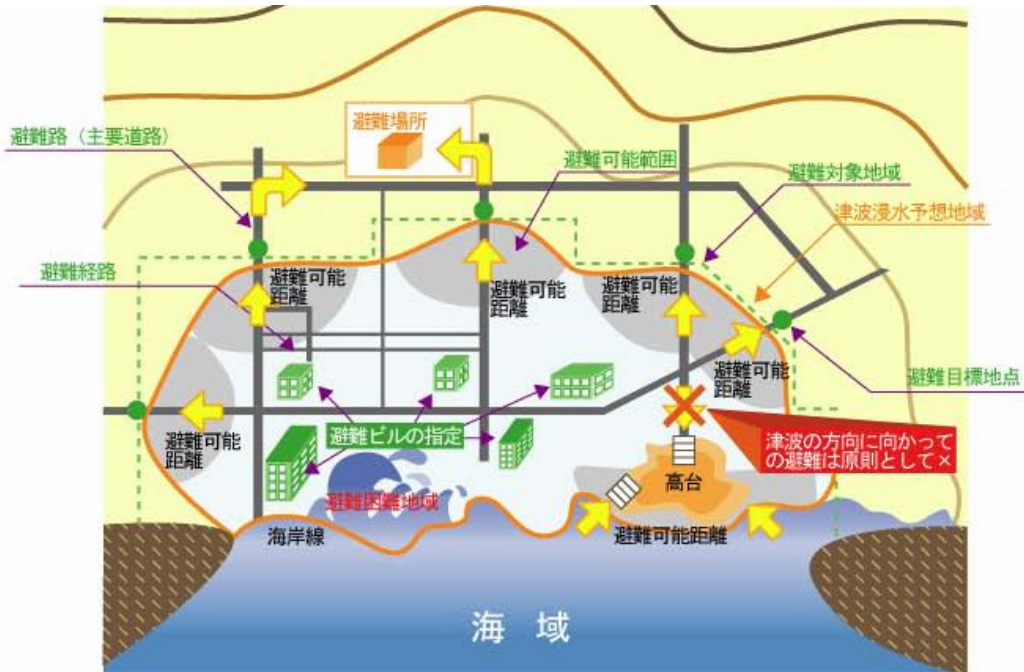 避難場所
避難路（主要道路）
避難可能範囲
避難対象地域
津波浸水予想地域
避難経路
避難可能
距離
避難可能
距離
避難可能
距離
避難可能
距離
避難目標地点
避難可能
距離
避難ビルの指定
津波の方向に向かって
の避難は原則として×
高台
避難困難地域
海岸線
避難可能距離
海 域